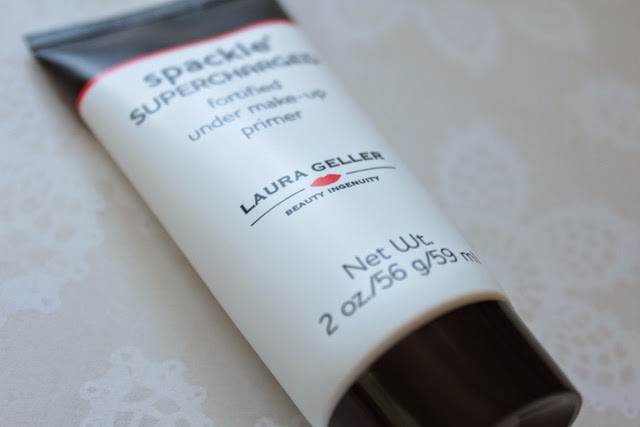 spackle®
SUPERCHARGED
fortified
under make-up
primer
LAURA GELLER
BEAUTY INGENUITY
Net Wt.
2 oz./56 g/59 ml